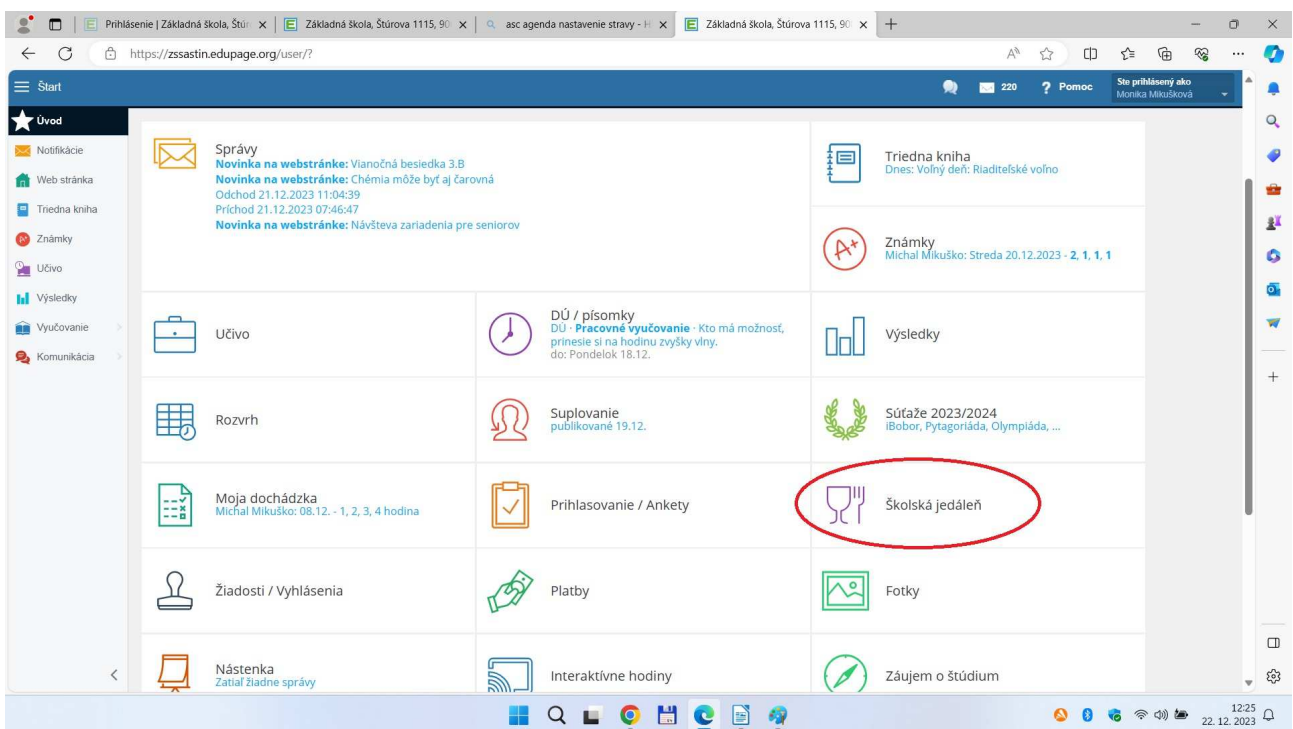 Prihlásenie | Základná škola, Štúr
Základná škola, Štúrova 1115, 90
asc agenda nastavenie stravy - H
Základná škola, Štúrova 1115, 90
https://zssastin.edupage.org/user/?
Štart
220
? Pomoc
Ste prihlásený ako
Monika Mikušková
Úvod
Notifikácie
Web stránka
Triedna kniha
Známky
Učivo
Výsledky
Vyučovanie
Komunikácia
Správy
Novinka na webstránke: Vianočná besiedka 3.B
Novinka na webstránke: Chémia môže byť aj čarovná
Odchod 21.12.2023 11:04:39
Príchod 21.12.2023 07:46:47
Novinka na webstránke: Návšteva zariadenia pre seniorov
Triedna kniha
Dnes: Voľný deň: Riaditeľské voľno
A+
Známky
Michal Mikuško: Streda 20.12.2023 - 2, 1, 1, 1
Učivo
DÚ / písomky
DÚ · Pracovné vyučovanie · Kto má možnosť,
prinesie si na hodinu zvyšky vlny.
do: Pondelok 18.12.
Výsledky
Rozvrh
Suplovanie
publikované 19.12.
Súťaže 2023/2024
iBobor, Pytagoriáda, Olympiáda, ...
Moja dochádzka
Michal Mikuško: 08.12. - 1, 2, 3, 4 hodina
Prihlasovanie / Ankety
Školská jedáleň
Žiadosti / Vyhlásenia
Platby
Fotky
Nástenka
Zatiaľ žiadne správy
Interaktívne hodiny
Záujem o štúdium
12:25
22. 12. 2023